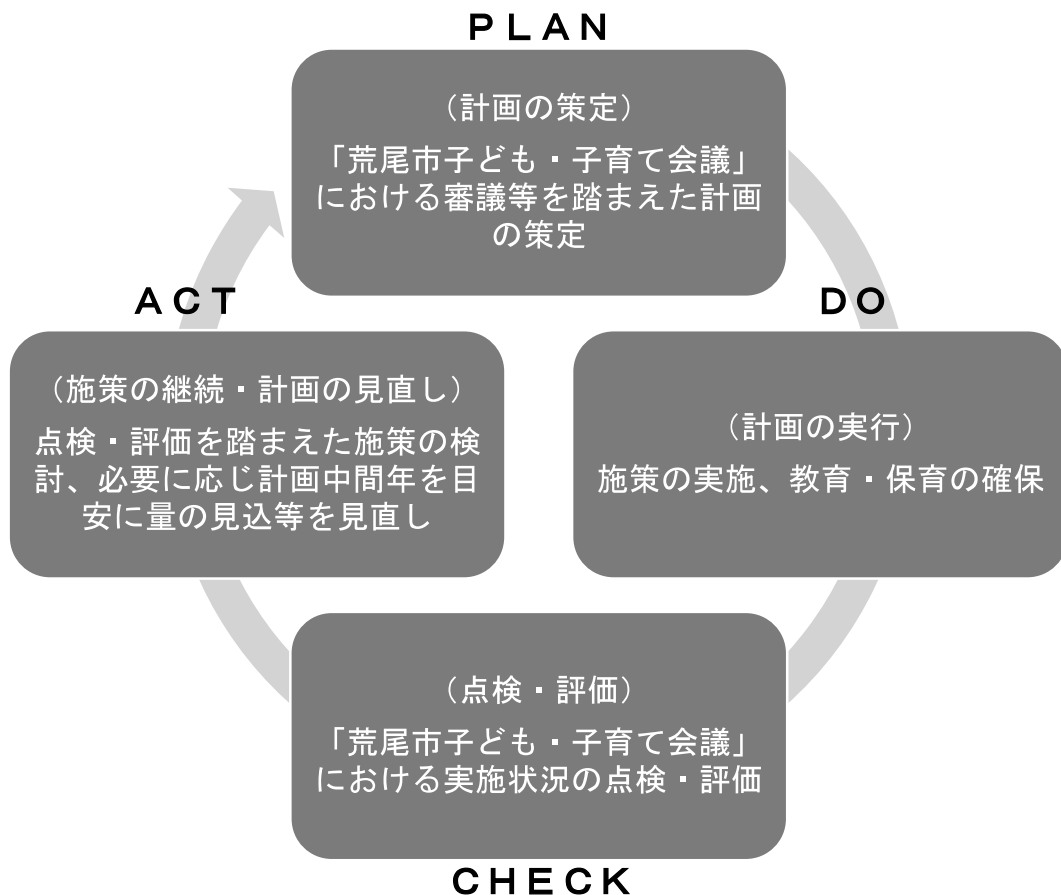 PLAN
（計画の策定）
「荒尾市子ども・子育て会議」
における審議等を踏まえた計画
の策定
DO
（計画の実行）
施策の実施、教育・保育の確保
CHECK
（点検・評価）
「荒尾市子ども・子育て会議」
における実施状況の点検・評価
ACT
（施策の継続・計画の見直し）
点検・評価を踏まえた施策の検
討、必要に応じ計画中間年を目
安に量の見込等を見直し